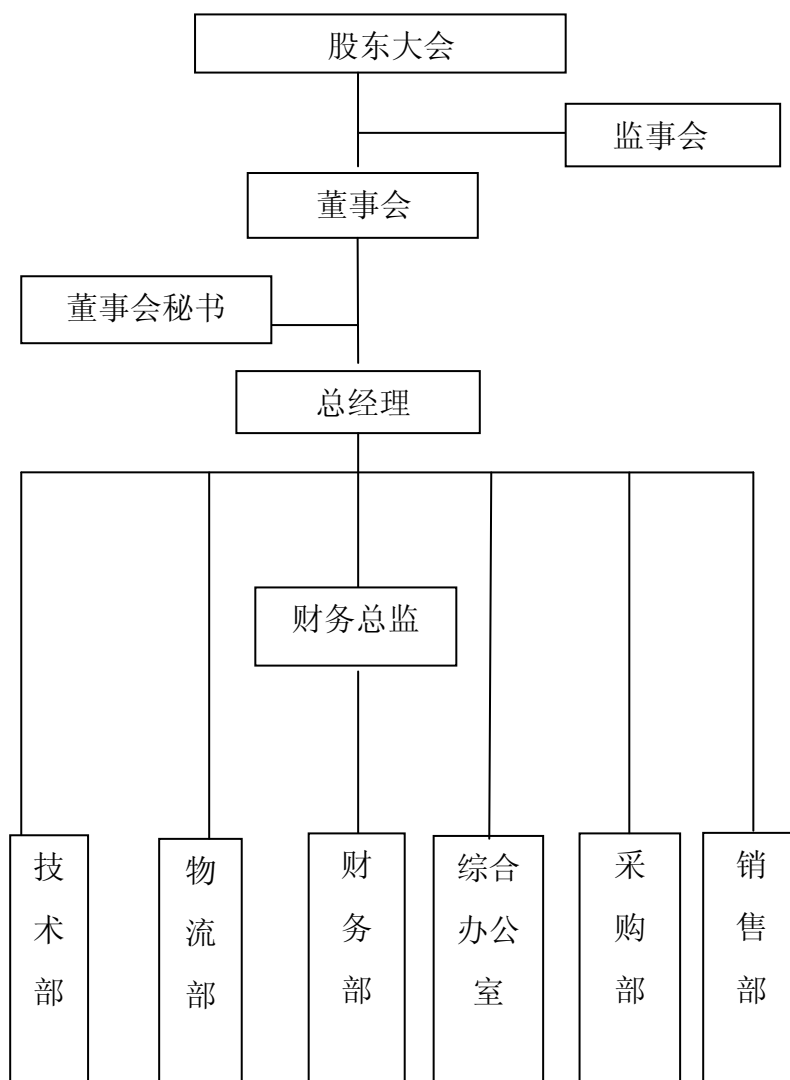 股东大会
监事会
董事会
董事会秘书
总经理
财务总监
技术部
物流部
财务部
综合办公室
采购部
销售部